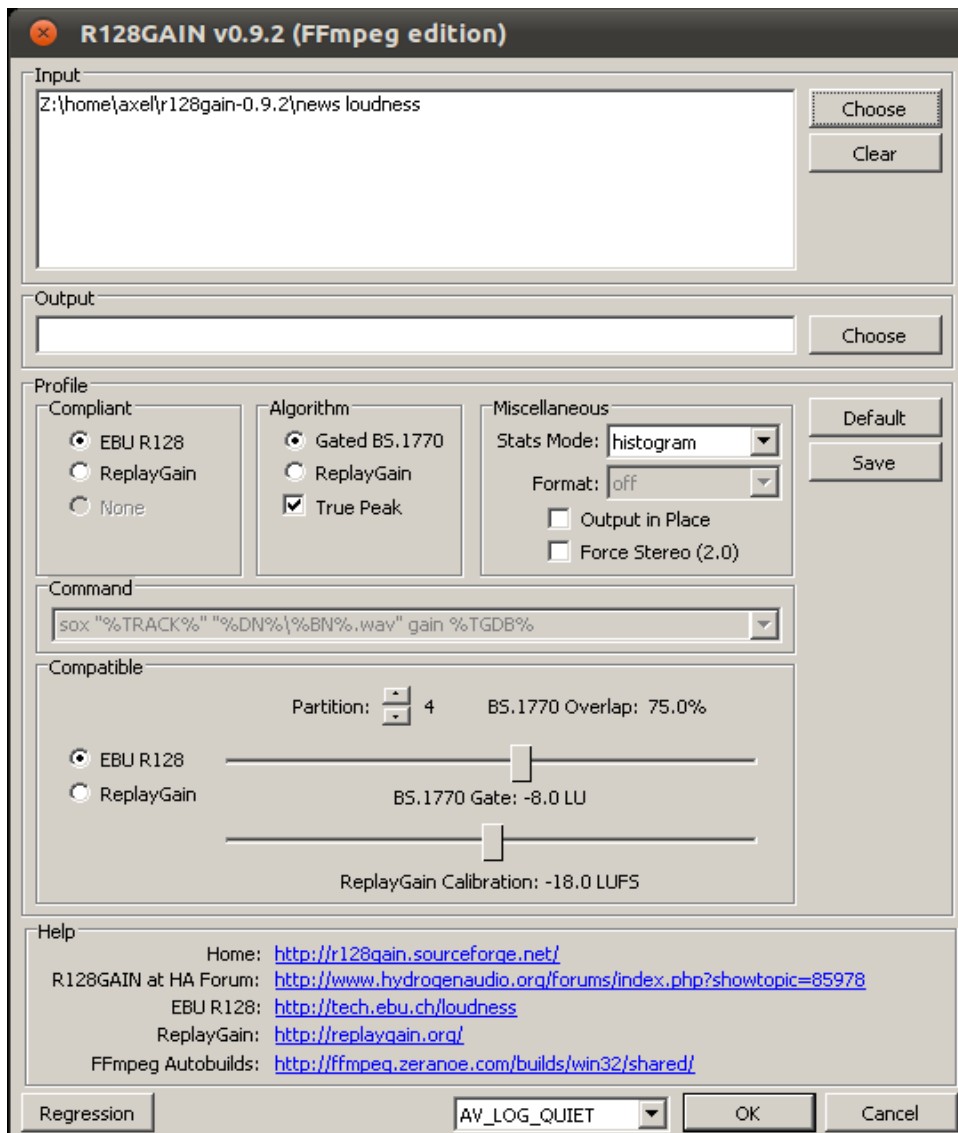 R128GAIN v0.9.2 (FFmpeg edition)
Input
Z:\home\axel\r128gain-0.9.2\news loudness
Choose
Clear
Output
Choose
Profile
Compliant
EBU R128
ReplayGain
None
Algorithm
Gated BS.1770
ReplayGain
True Peak
Miscellaneous
Stats Mode: histogram
Format: off
Output in Place
Force Stereo (2.0)
Default
Save
Command
sox "%TRACK%" "%DN%\%BN%.wav" gain %TGDB%
Compatible
Partition: 4 BS.1770 Overlap: 75.0%
EBU R128
ReplayGain
BS.1770 Gate: -8.0 LU
ReplayGain Calibration: -18.0 LUFS
Help
Home: http://r128gain.sourceforge.net/
R128GAIN at HA Forum: http://www.hydrogenaudio.org/forums/index.php?showtopic=85978
EBU R128: http://tech.ebu.ch/loudness
ReplayGain: http://replaygain.org/
FFmpeg Autobuilds: http://ffmpeg.zeranoe.com/builds/win32/shared/
Regression AV_LOG_QUIET OK Cancel